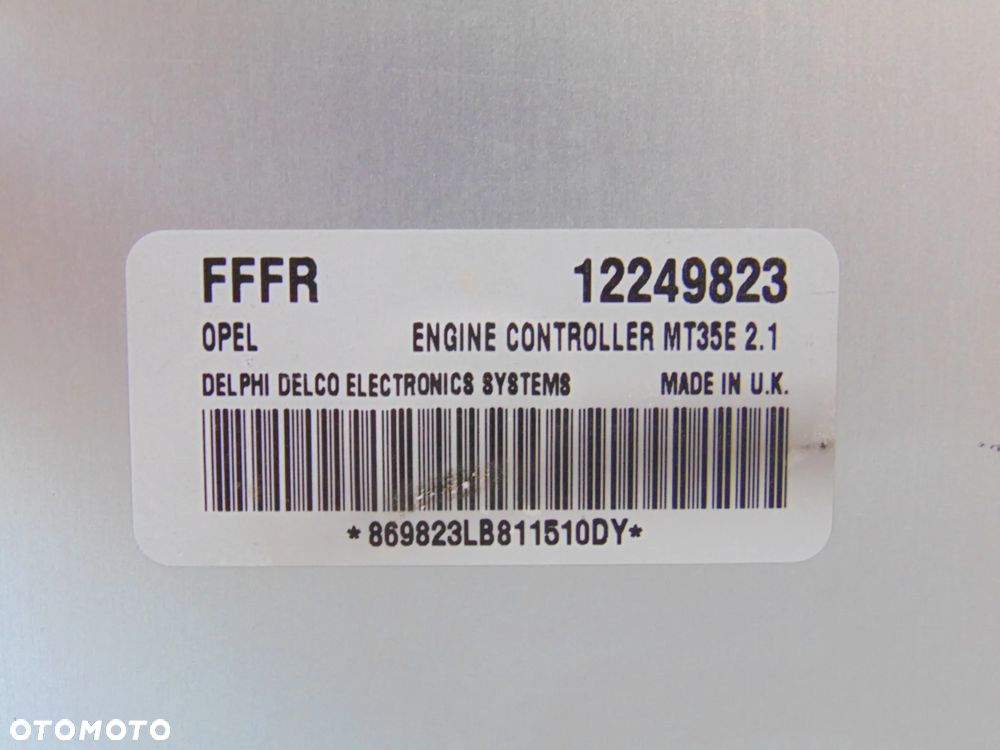 FFFR 12249823
OPEL ENGINE CONTROLLER MT35E 2.1
DELPHI DELCO ELECTRONICS SYSTEMS MADE IN U.K.
*869823LB811510DY*
OTOMOTO